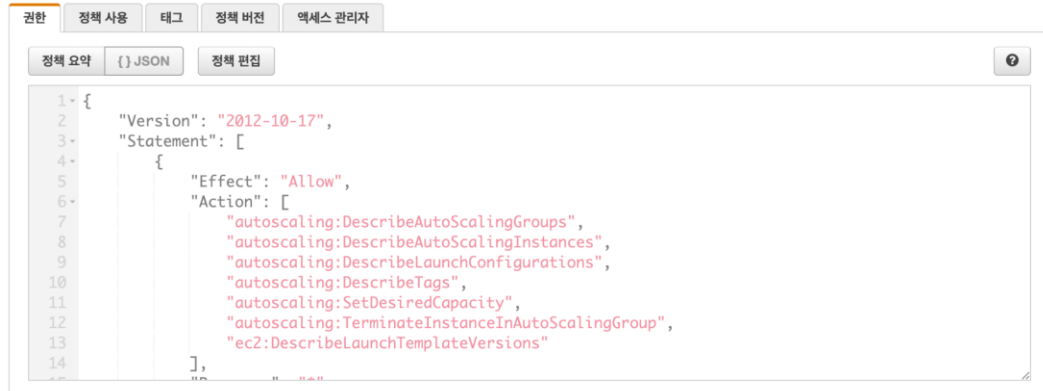 권한 정책 사용 태그 정책 버전 액세스 관리자
정책 요약 {} JSON 정책 편집
1 {
2 "Version": "2012-10-17",
3 "Statement": [
4 {
5 "Effect": "Allow",
6 "Action": [
7 "autoscaling:DescribeAutoScalingGroups",
8 "autoscaling:DescribeAutoScalingInstances",
9 "autoscaling:DescribeLaunchConfigurations",
10 "autoscaling:DescribeTags",
11 "autoscaling:SetDesiredCapacity",
12 "autoscaling:TerminateInstanceInAutoScalingGroup",
13 "ec2:DescribeLaunchTemplateVersions"
14 ],